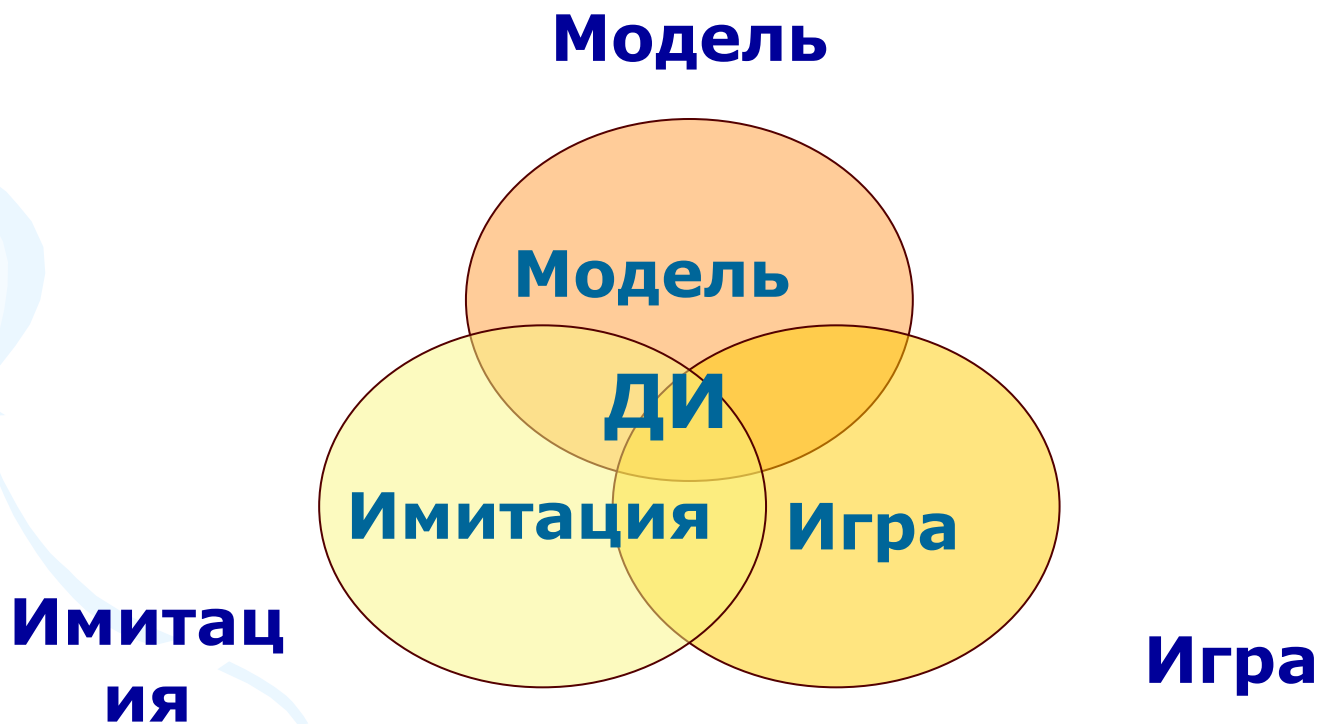 Модель
Модель
ДИ
Имитация
Игра
Имитац
ия
Игра